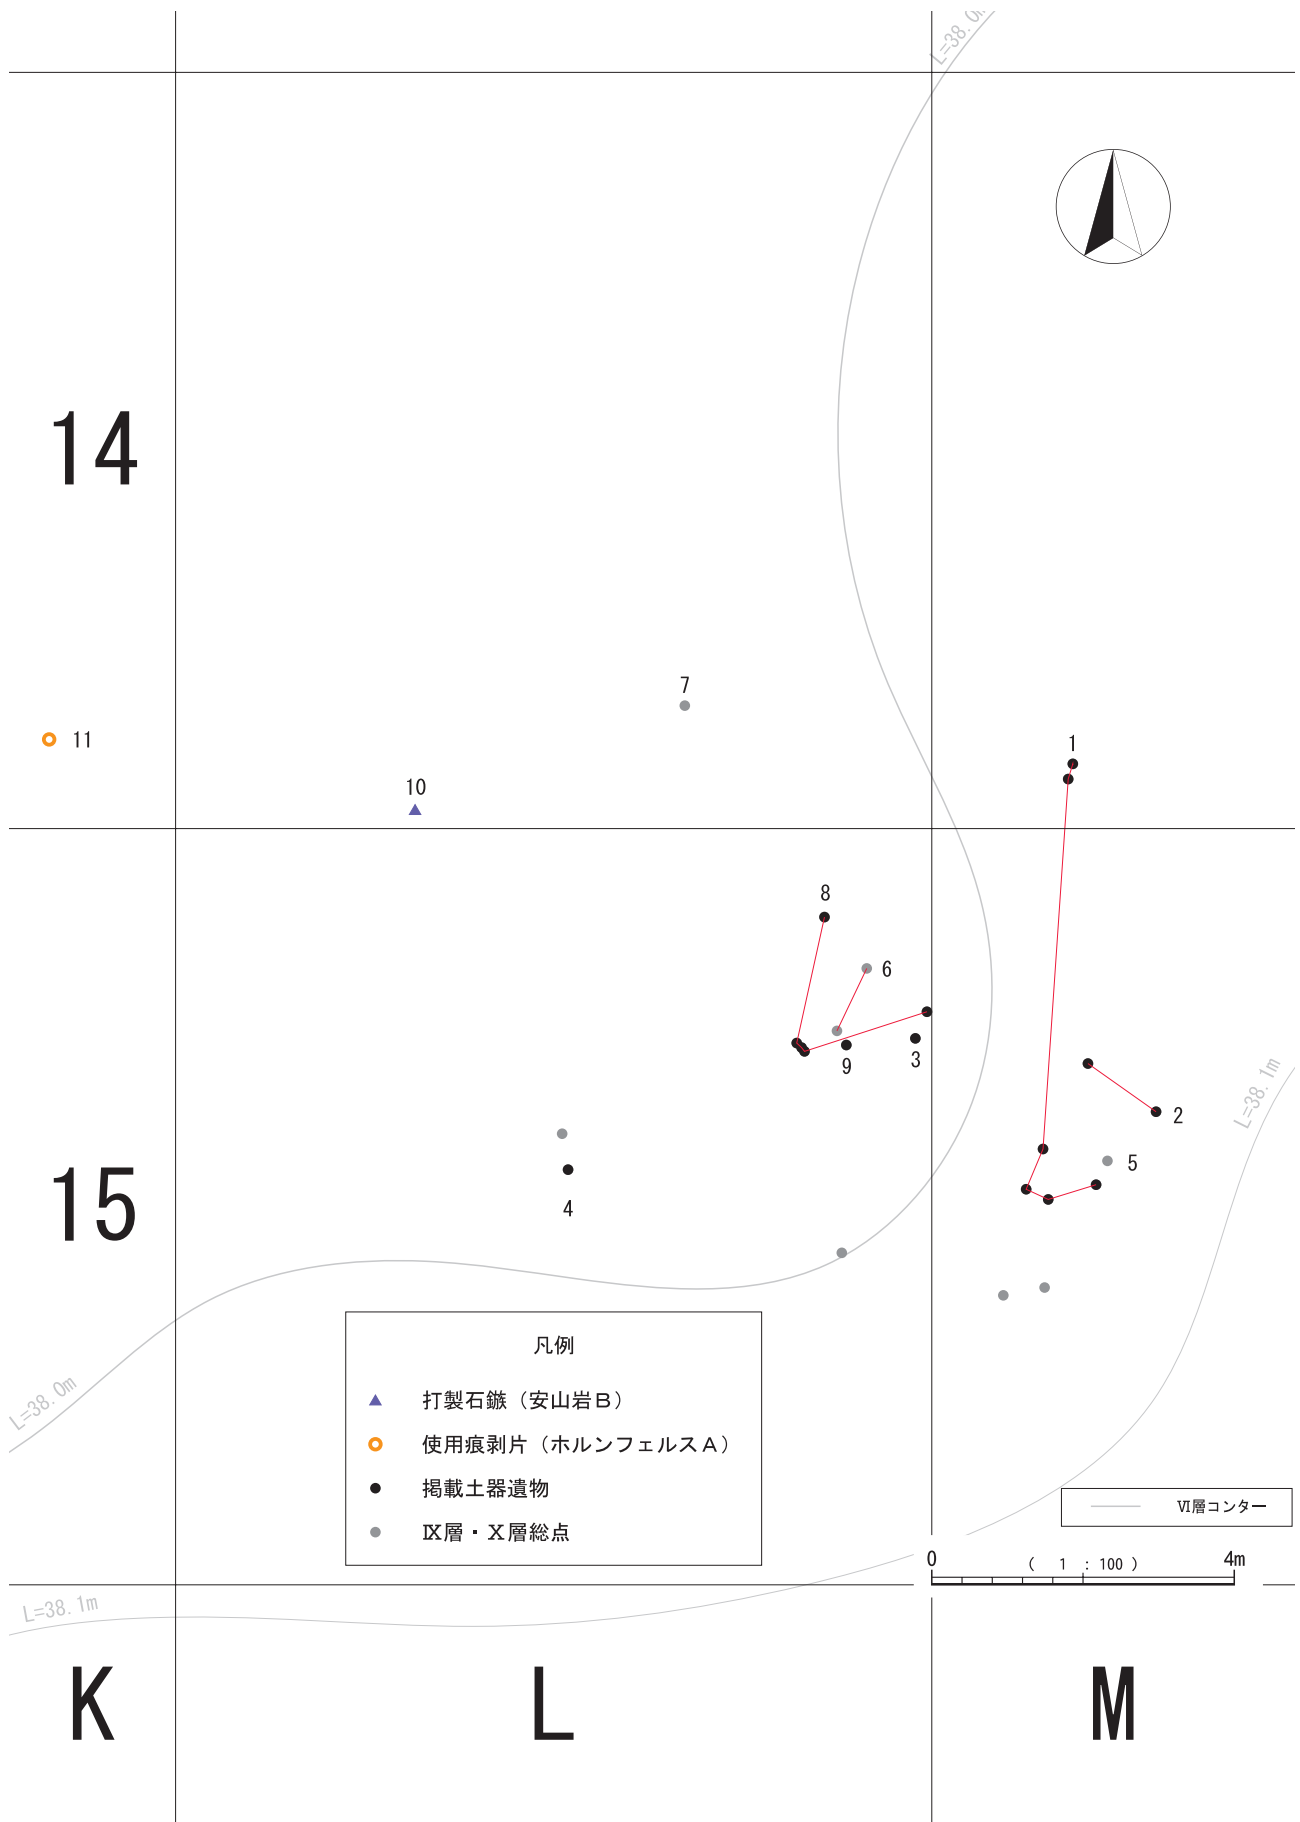 L=38.0m
14
7
11
10
1
8
6
9
3
2
5
L=38.1m
15
4
凡例
打製石鏃（安山岩Ｂ）
使用痕剥片（ホルンフェルスＡ）
掲載土器遺物
Ⅸ層・Ⅹ層総点
L=38.0m
Ⅵ層コンター
0 （ 1 : 100 ） 4m
L=38.1m
K L M